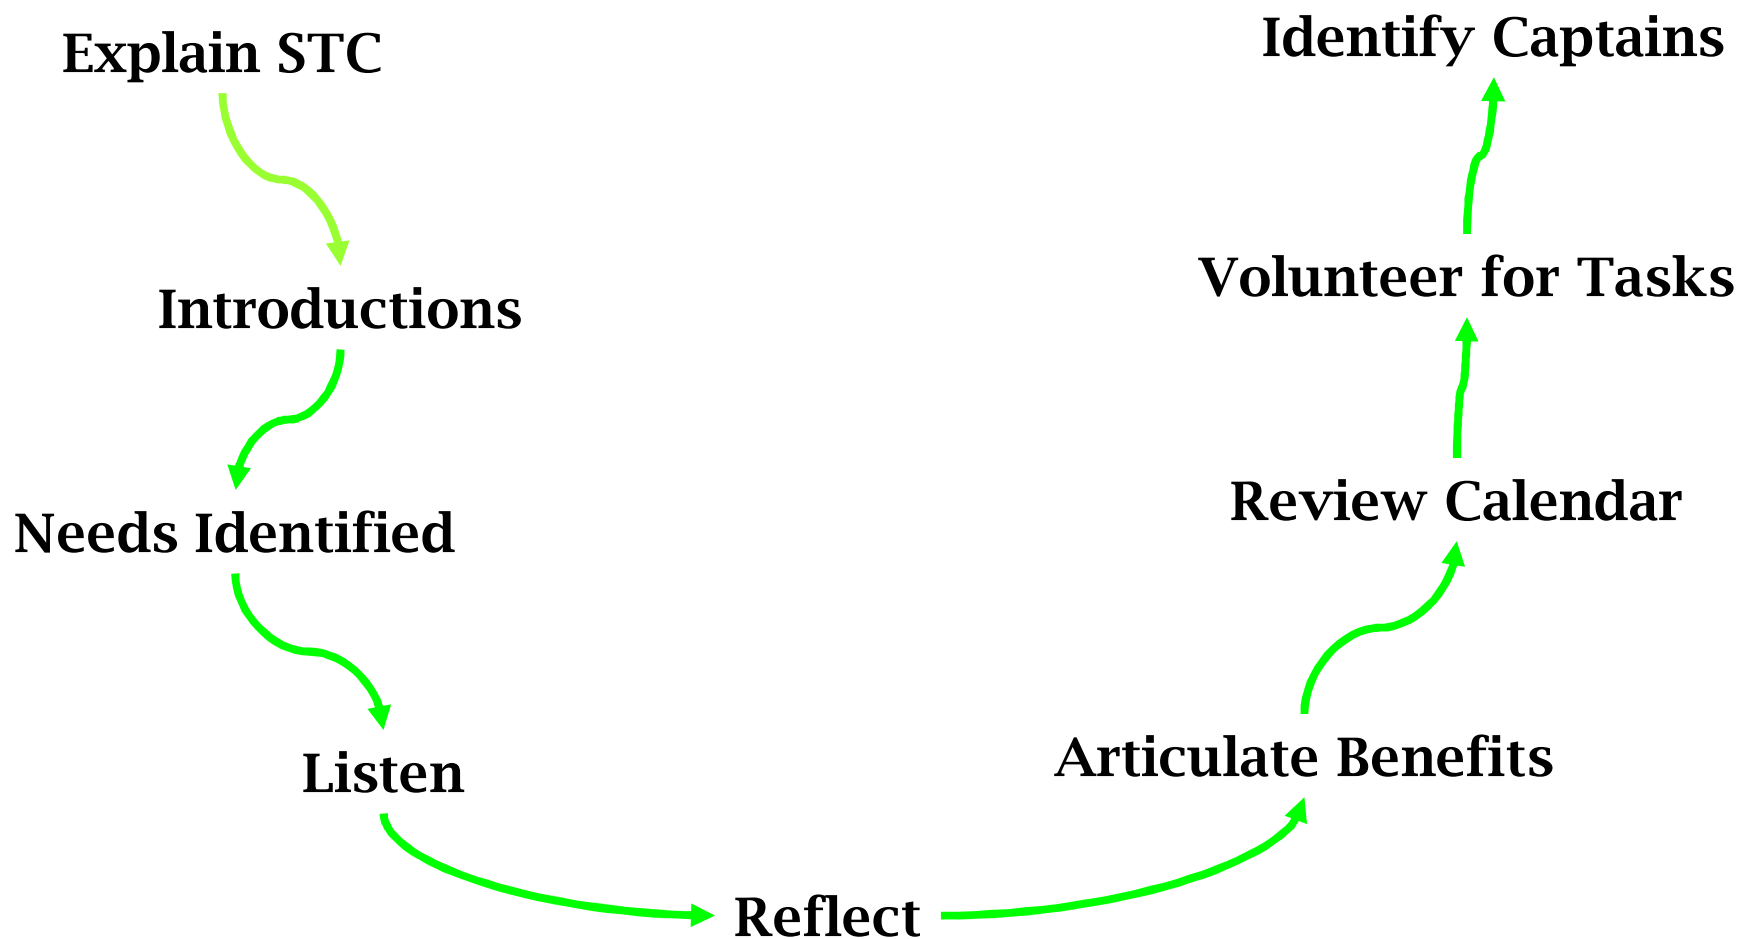 Explain STC
Introductions
Needs Identified
Listen
Reflect
Articulate Benefits
Review Calendar
Volunteer for Tasks
Identify Captains